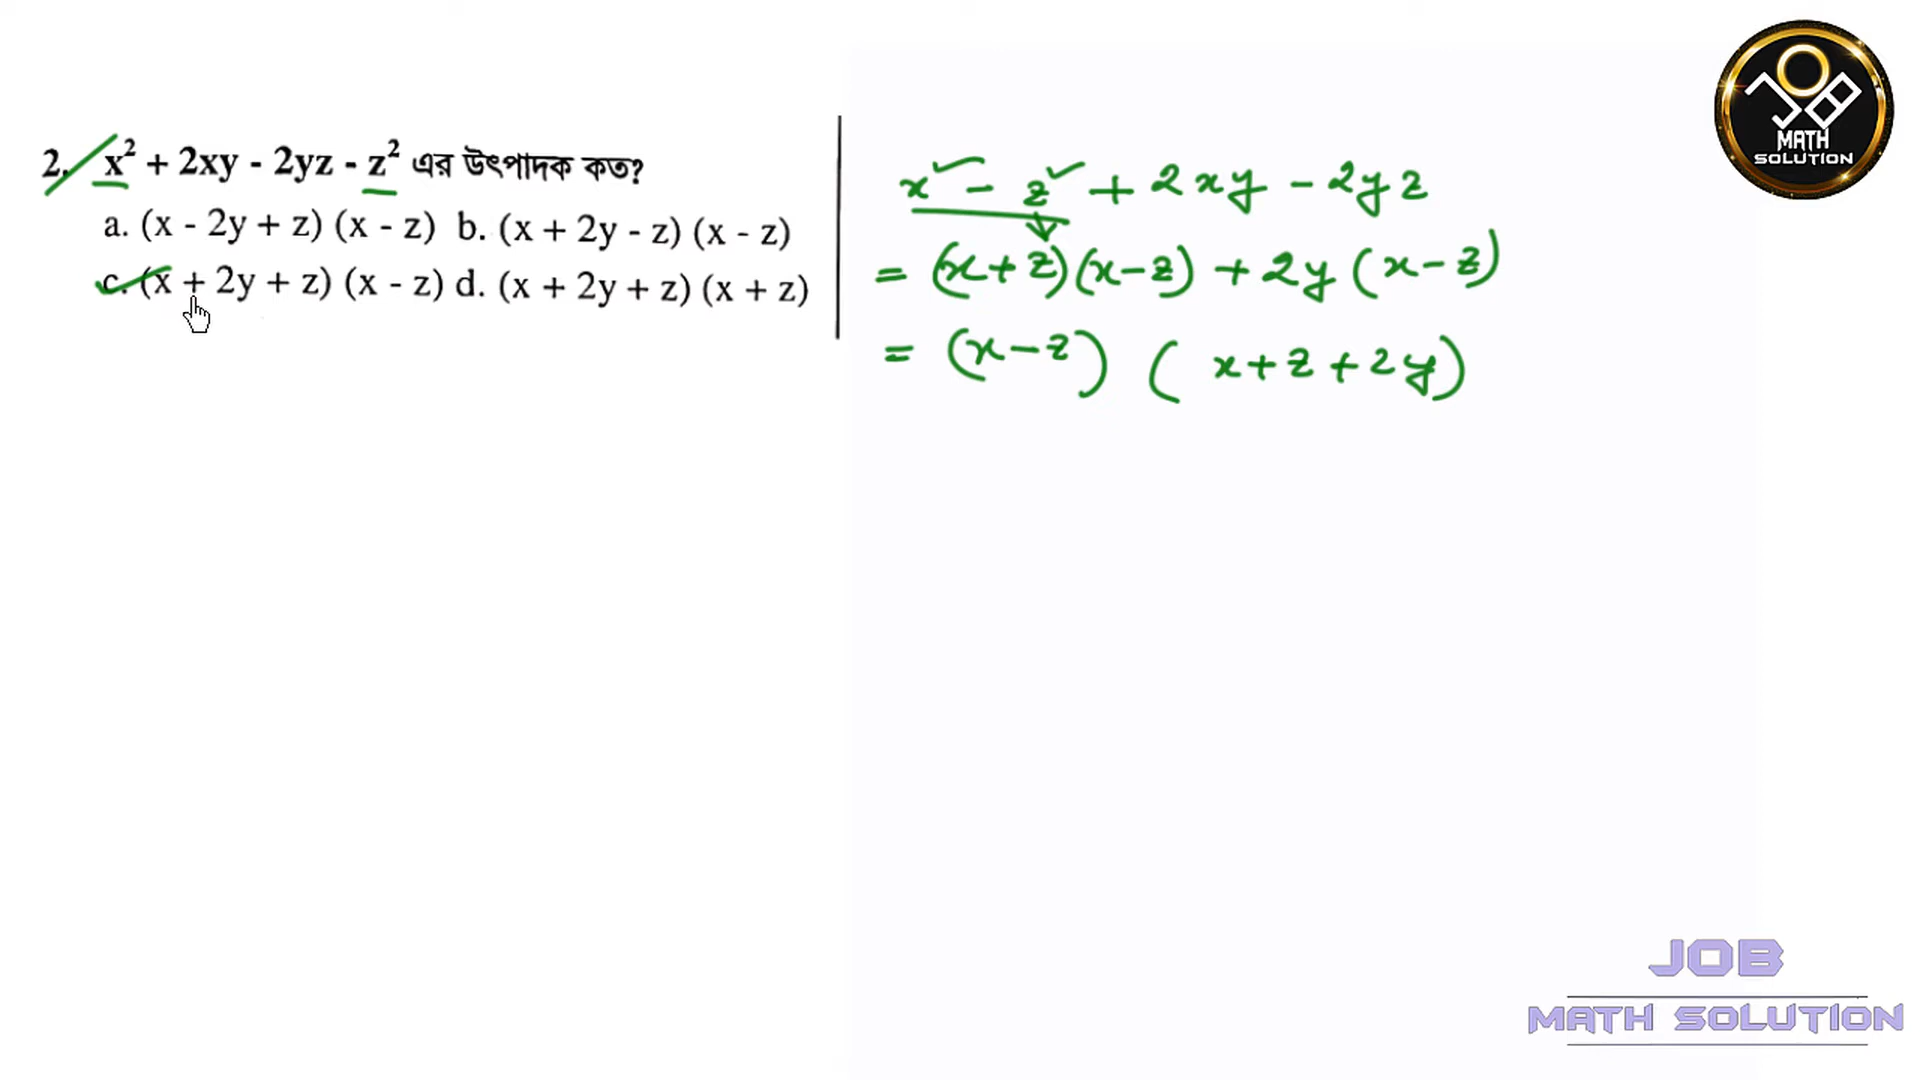 2. x² + 2xy - 2yz - z² এর উৎপাদক কত?
a. (x - 2y + z) (x - z) b. (x + 2y - z) (x - z)
c. (x + 2y + z) (x - z) d. (x + 2y + z) (x + z)
x² - z² + 2xy - 2yz
= (x+z)(x-z) + 2y(x-z)
= (x-z) (x+z+2y)
JOB
MATH
SOLUTION
JOB
MATH SOLUTION